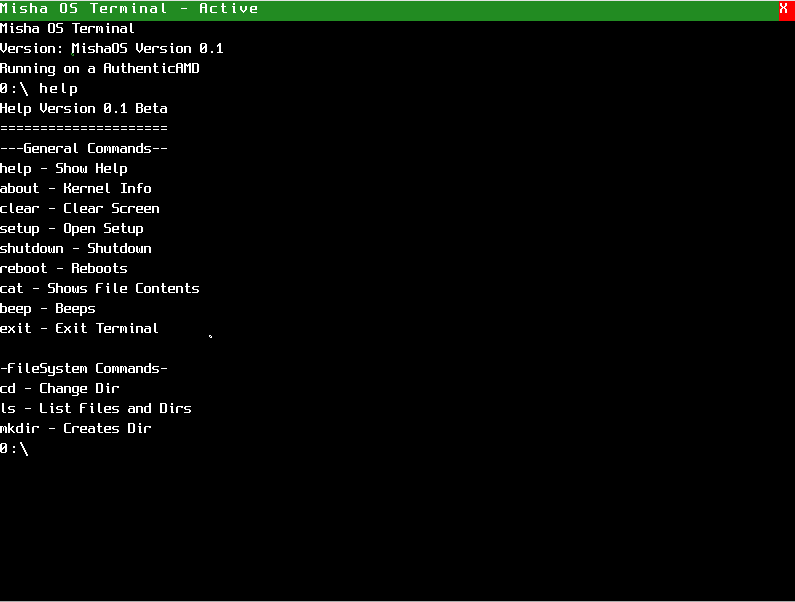 Misha OS Terminal - Active X
Misha OS Terminal
Version: MishaOS Version 0.1
Running on a AuthenticAMD
0:\ help
Help Version 0.1 Beta
=====================
---General Commands--
help - Show Help
about - Kernel Info
clear - Clear Screen
setup - Open Setup
shutdown - Shutdown
reboot - Reboots
cat - Shows File Contents
beep - Beeps
exit - Exit Terminal
-FileSystem Commands-
cd - Change Dir
ls - List Files and Dirs
mkdir - Creates Dir
0:\